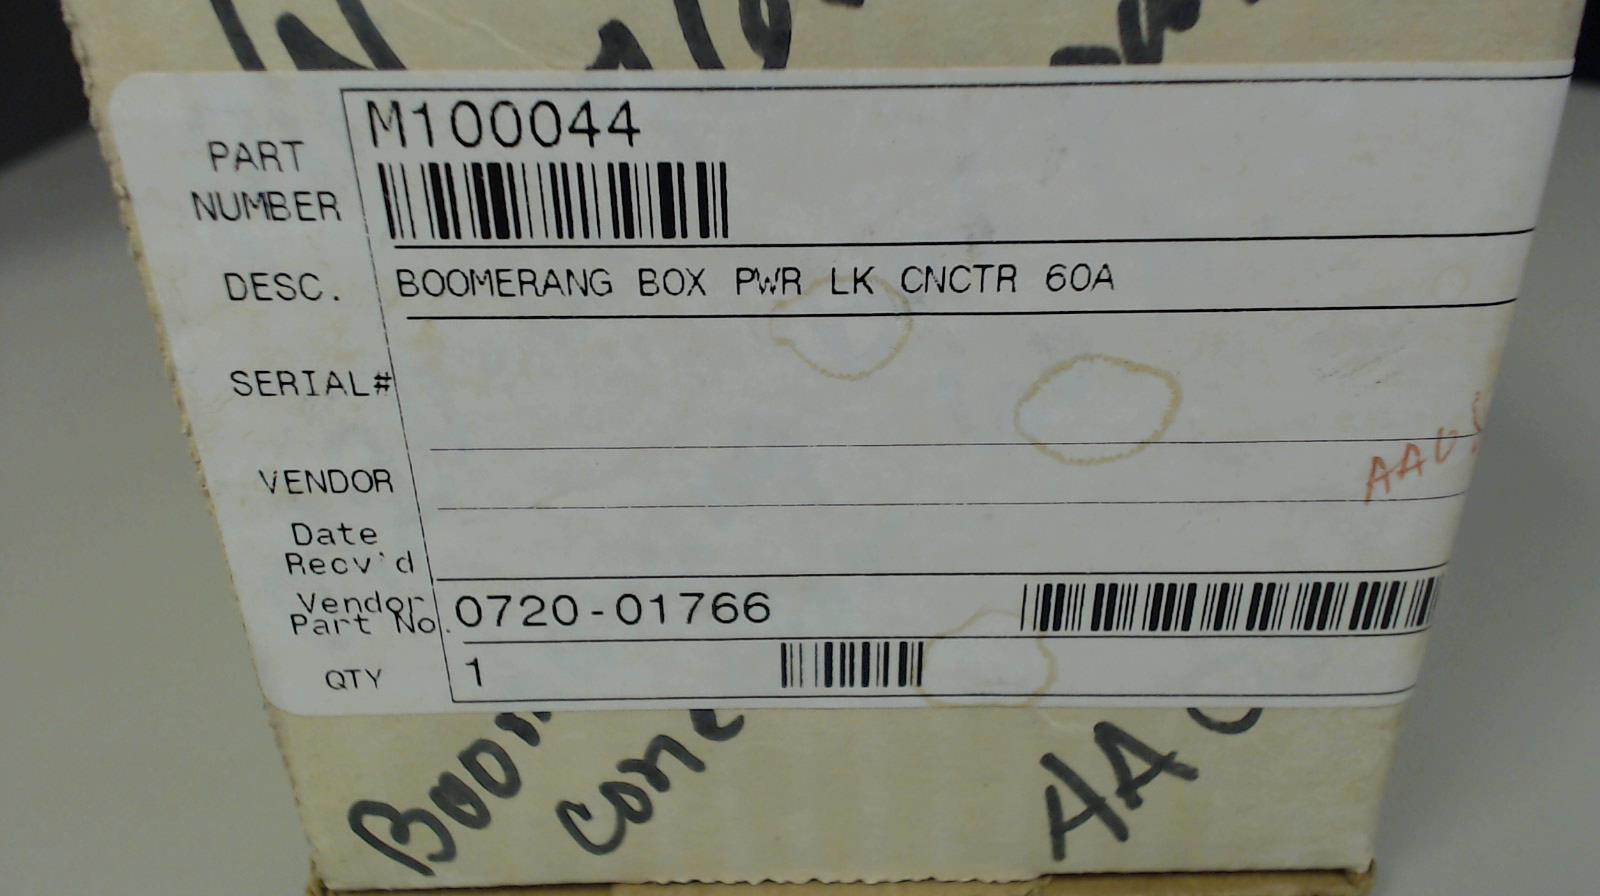 M100044
PART
NUMBER
DESC. BOOMERANG BOX PWR LK CNCTR 60A
SERIAL#
AAU
VENDOR
Date
Recv'd
Vendor
Part No. 0720-01766
QTY 1